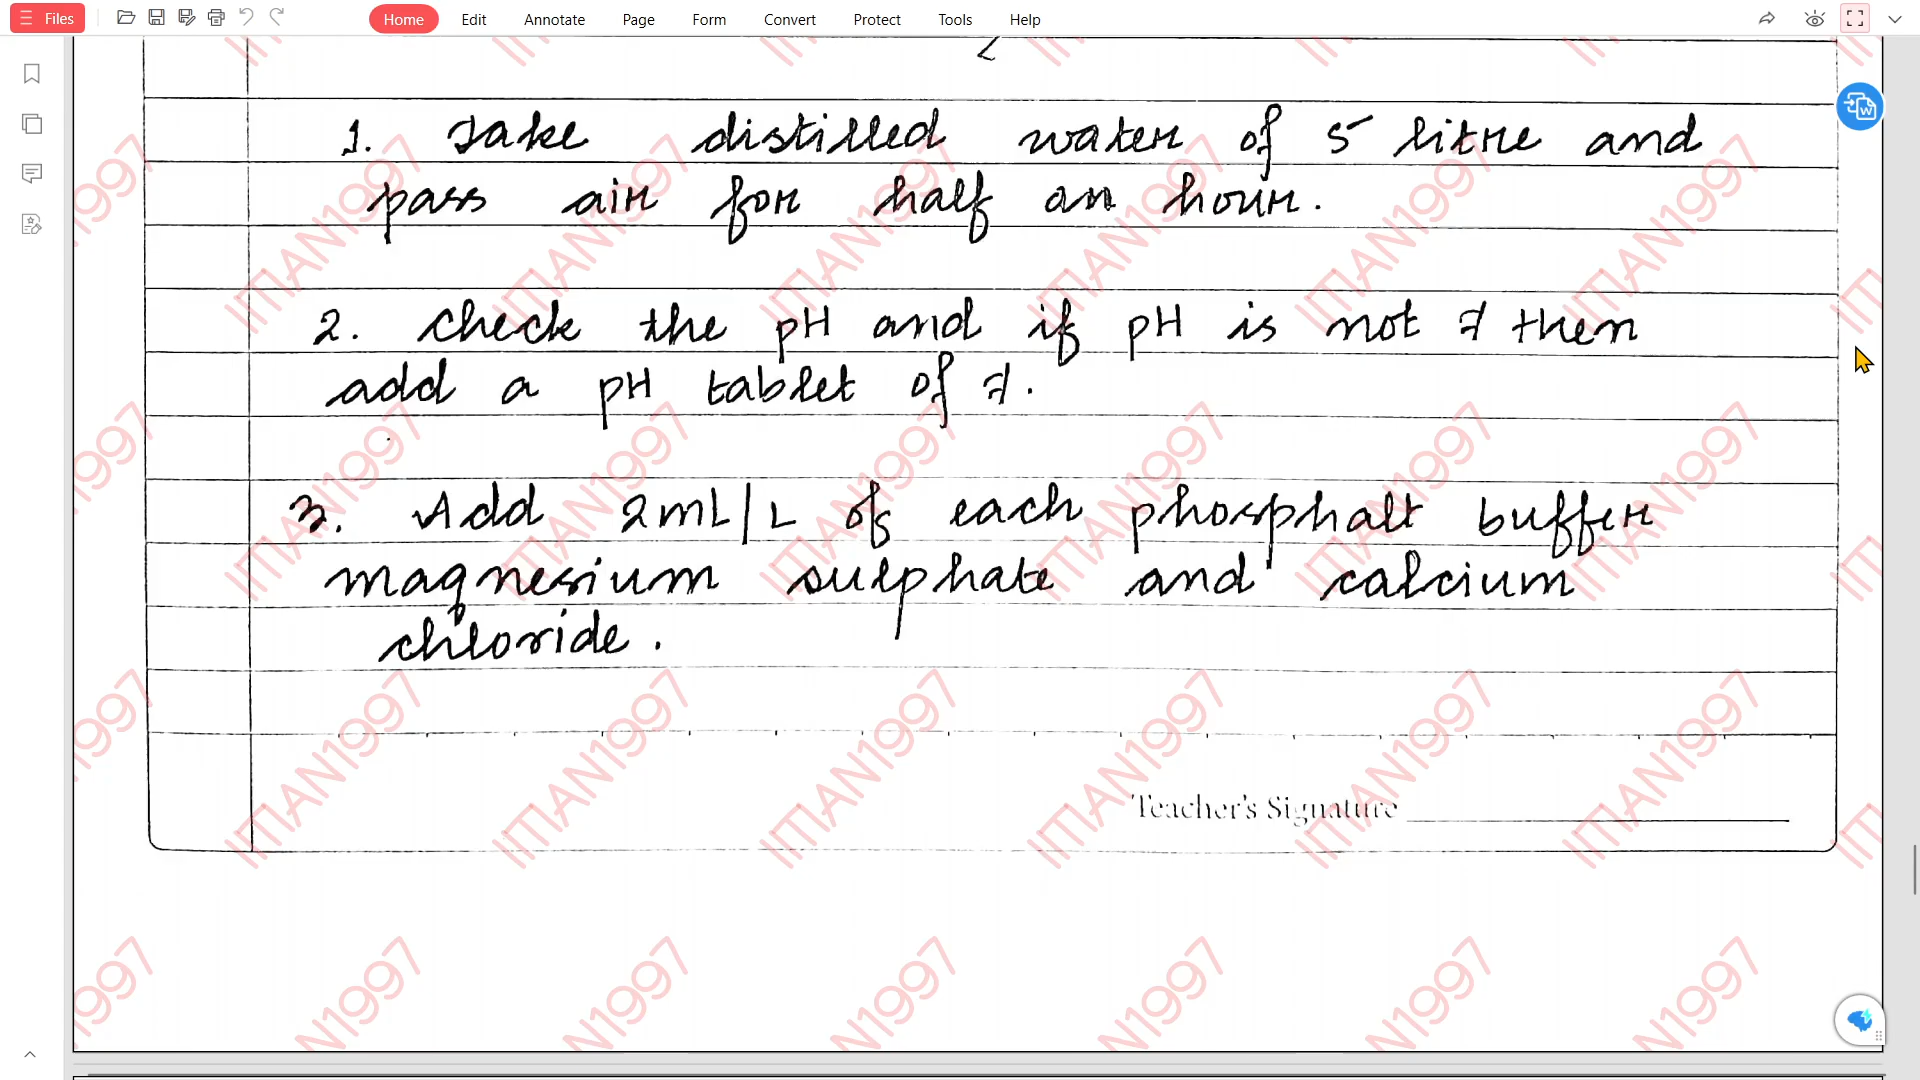 Files Home Edit Annotate Page Form Convert Protect Tools Help
1. Take distilled water of 5 litre and
pass air for half an hour.
2. Check the pH and if pH is not 7 then
add a pH tablet of 7.
3. Add 2mL/L of each phosphalt buffer
magnesium sulphate and calcium
chloride.
Teacher's Signature
IIMAN1997